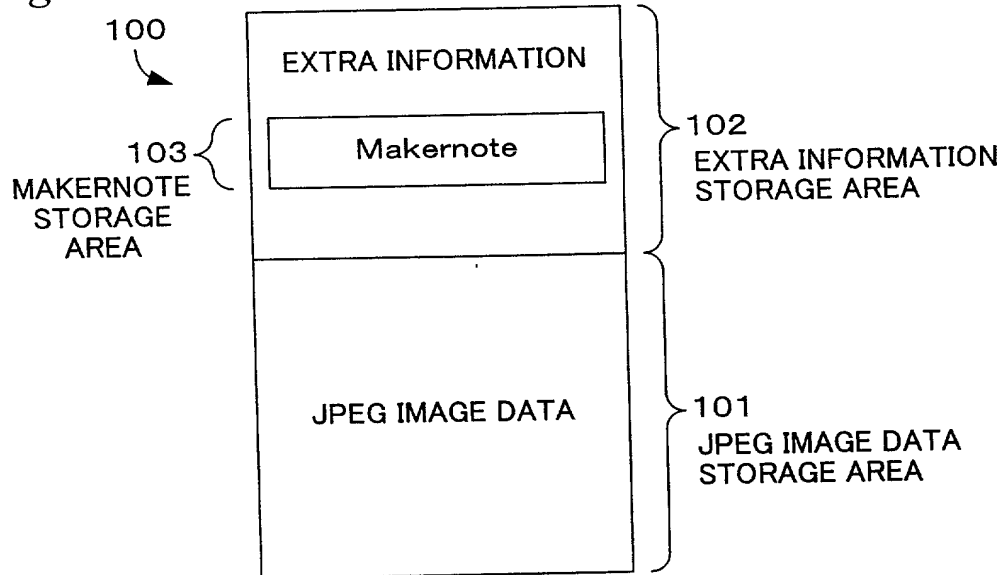 100
EXTRA INFORMATION
Makernote
103
MAKERNOTE
STORAGE
AREA
102
EXTRA INFORMATION
STORAGE AREA
JPEG IMAGE DATA
101
JPEG IMAGE DATA
STORAGE AREA